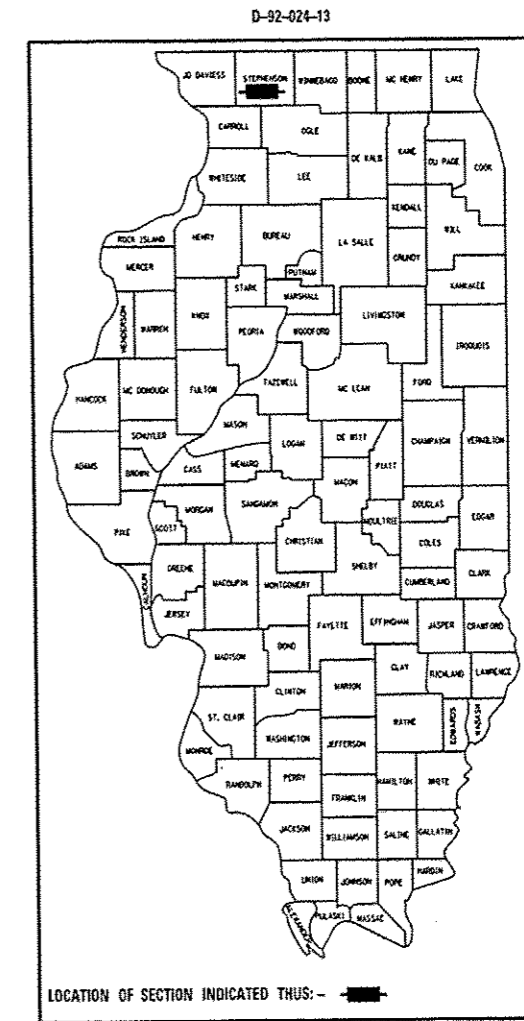 D-92-024-13
JO DAVIESS STEPHENSON WINNEBAGO BOONE MC HENRY LAKE
CARROLL OGLE
DE KALB KANE DU PAGE COOK
WHITESIDE LEE
KENDALL
ROCK ISLAND HENRY BUREAU LA SALLE GRUNDY WILL
MERCER PUTNAM KANKAKEE
STARK MARSHALL
HENDERSON WARREN KNOX PEORIA WOODFORD LIVINGSTON IROQUOIS
HANCOCK MC DONOUGH FULTON TAZEWELL MC LEAN FORD
SCHUYLER MASON LOGAN DE WITT CHAMPAIGN VERMILION
ADAMS BROWN CASS MENARD MACON PIATT
PIKE SCOTT MORGAN SANGAMON CHRISTIAN MOULTRIE DOUGLAS EDGAR
COLES
CALHOUN GREENE MACOUPIN MONTGOMERY SHELBY CUMBERLAND CLARK
JERSEY FAYETTE EFFINGHAM JASPER CRAWFORD
MADISON BOND
CLAY RICHLAND LAWRENCE
CLINTON MARION
ST. CLAIR WAYNE EDWARDS WABASH
WASHINGTON JEFFERSON
MONROE
RANDOLPH PERRY HAMILTON WHITE
FRANKLIN
JACKSON WILLIAMSON SALINE GALLATIN
UNION JOHNSON POPE HARDIN
ALEXANDER PULASKI MASSAC
LOCATION OF SECTION INDICATED THUS: -